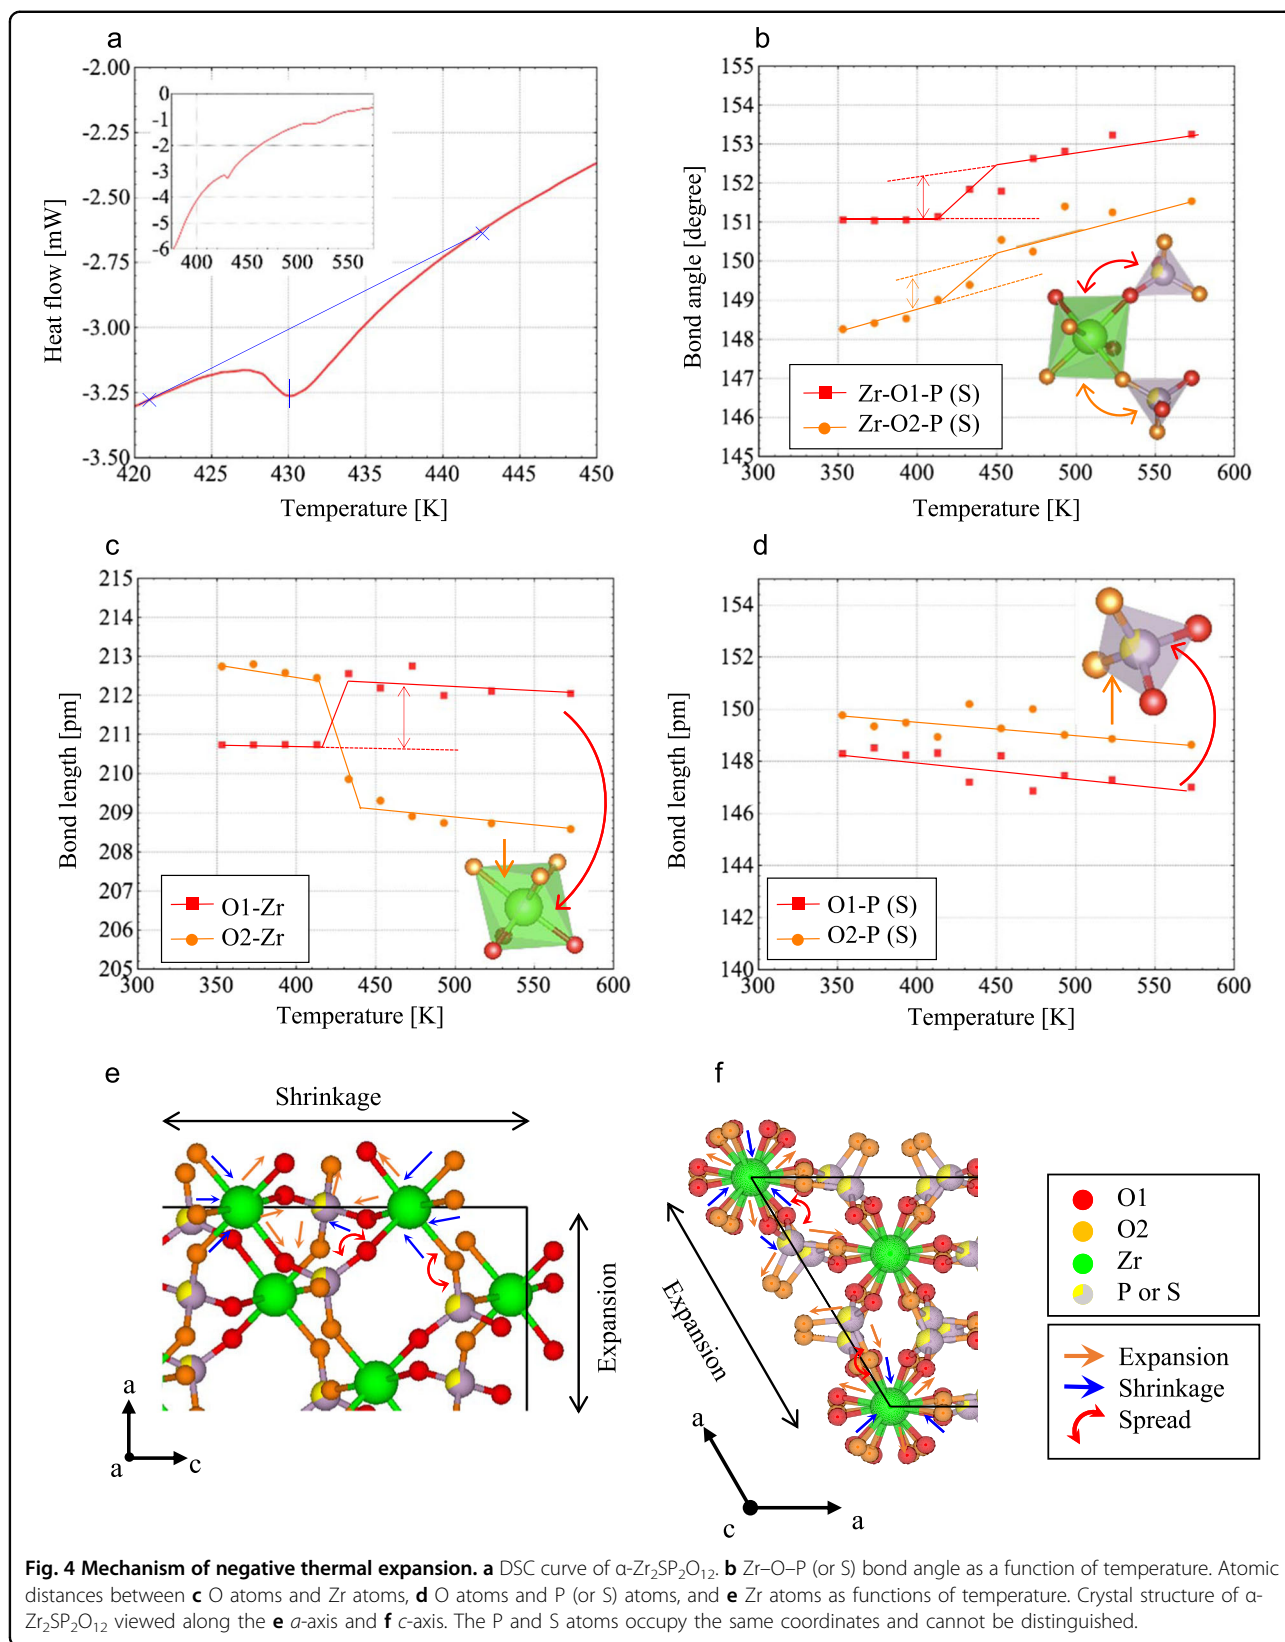 a
-2.00
-2.25
-2.50
-2.75
-3.00
-3.25
-3.50
Heat flow [mW]
0
-1
-2
-3
-4
-5
-6
400 450 500 550
420 425 430 435 440 445 450
Temperature [K]
b
155
154
153
152
151
150
149
148
147
146
145
Bond angle [degree]
Zr-O1-P (S)
Zr-O2-P (S)
300 350 400 450 500 550 600
Temperature [K]
c
215
214
213
212
211
210
209
208
207
206
205
Bond length [pm]
O1-Zr
O2-Zr
300 350 400 450 500 550 600
Temperature [K]
d
154
152
150
148
146
144
142
140
Bond length [pm]
O1-P (S)
O2-P (S)
300 350 400 450 500 550 600
Temperature [K]
e
Shrinkage
Expansion
a
a
c
f
Expansion
a
c
a
O1
O2
Zr
P or S
Expansion
Shrinkage
Spread
Fig. 4 Mechanism of negative thermal expansion. a DSC curve of α-Zr₂SP₂O₁₂. b Zr–O–P (or S) bond angle as a function of temperature. Atomic
distances between c O atoms and Zr atoms, d O atoms and P (or S) atoms, and e Zr atoms as functions of temperature. Crystal structure of α-
Zr₂SP₂O₁₂ viewed along the e a-axis and f c-axis. The P and S atoms occupy the same coordinates and cannot be distinguished.